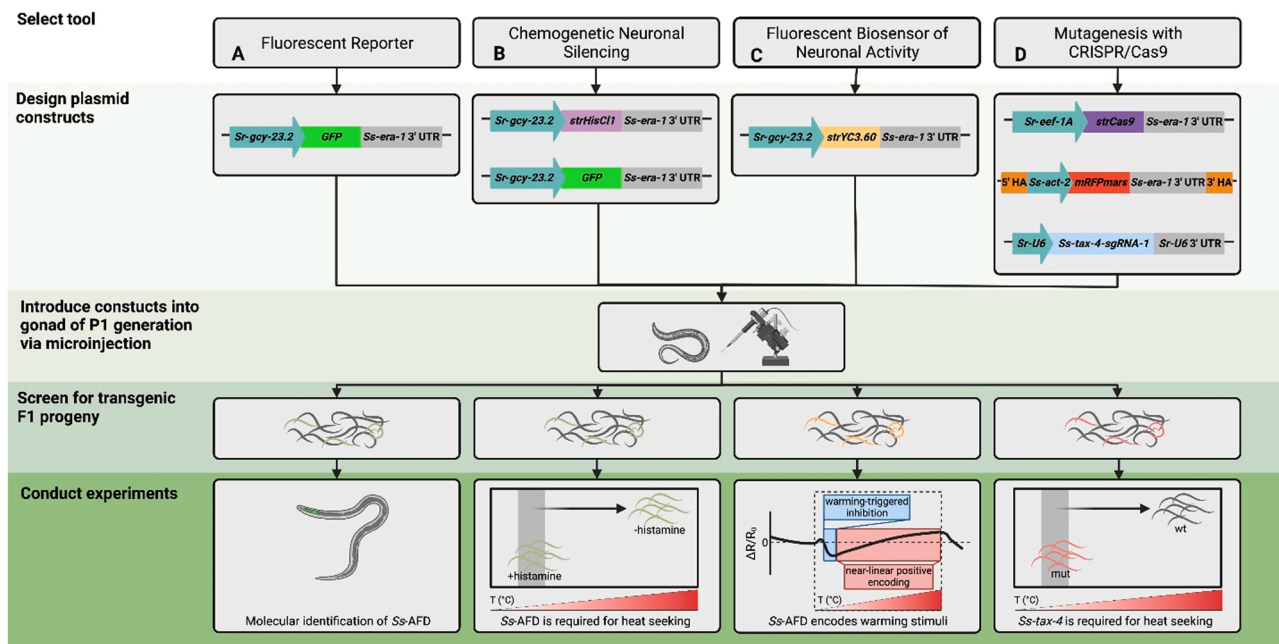 Select tool
A Fluorescent Reporter
B Chemogenetic Neuronal
Silencing
C Fluorescent Biosensor of
Neuronal Activity
D Mutagenesis with
CRISPR/Cas9
Design plasmid
constructs
Sr-gcy-23.2 GFP Ss-era-1 3' UTR
Sr-gcy-23.2 strHisCl1 Ss-era-1 3' UTR
Sr-gcy-23.2 GFP Ss-era-1 3' UTR
Sr-gcy-23.2 strYC3.60 Ss-era-1 3' UTR
Sr-eef-1A strCas9 Ss-era-1 3' UTR
5' HA Ss-act-2 mRFPmars Ss-era-1 3' UTR 3' HA
Sr-U6 Ss-tax-4-sgRNA-1 Sr-U6 3' UTR
Introduce constucts into
gonad of P1 generation
via microinjection
Screen for transgenic
F1 progeny
Conduct experiments
Molecular identification of Ss-AFD
-histamine
+histamine
T (°C)
Ss-AFD is required for heat seeking
warming-triggered
inhibition
ΔR/R₀
0
near-linear positive
encoding
T (°C)
Ss-AFD encodes warming stimuli
wt
mut
T (°C)
Ss-tax-4 is required for heat seeking